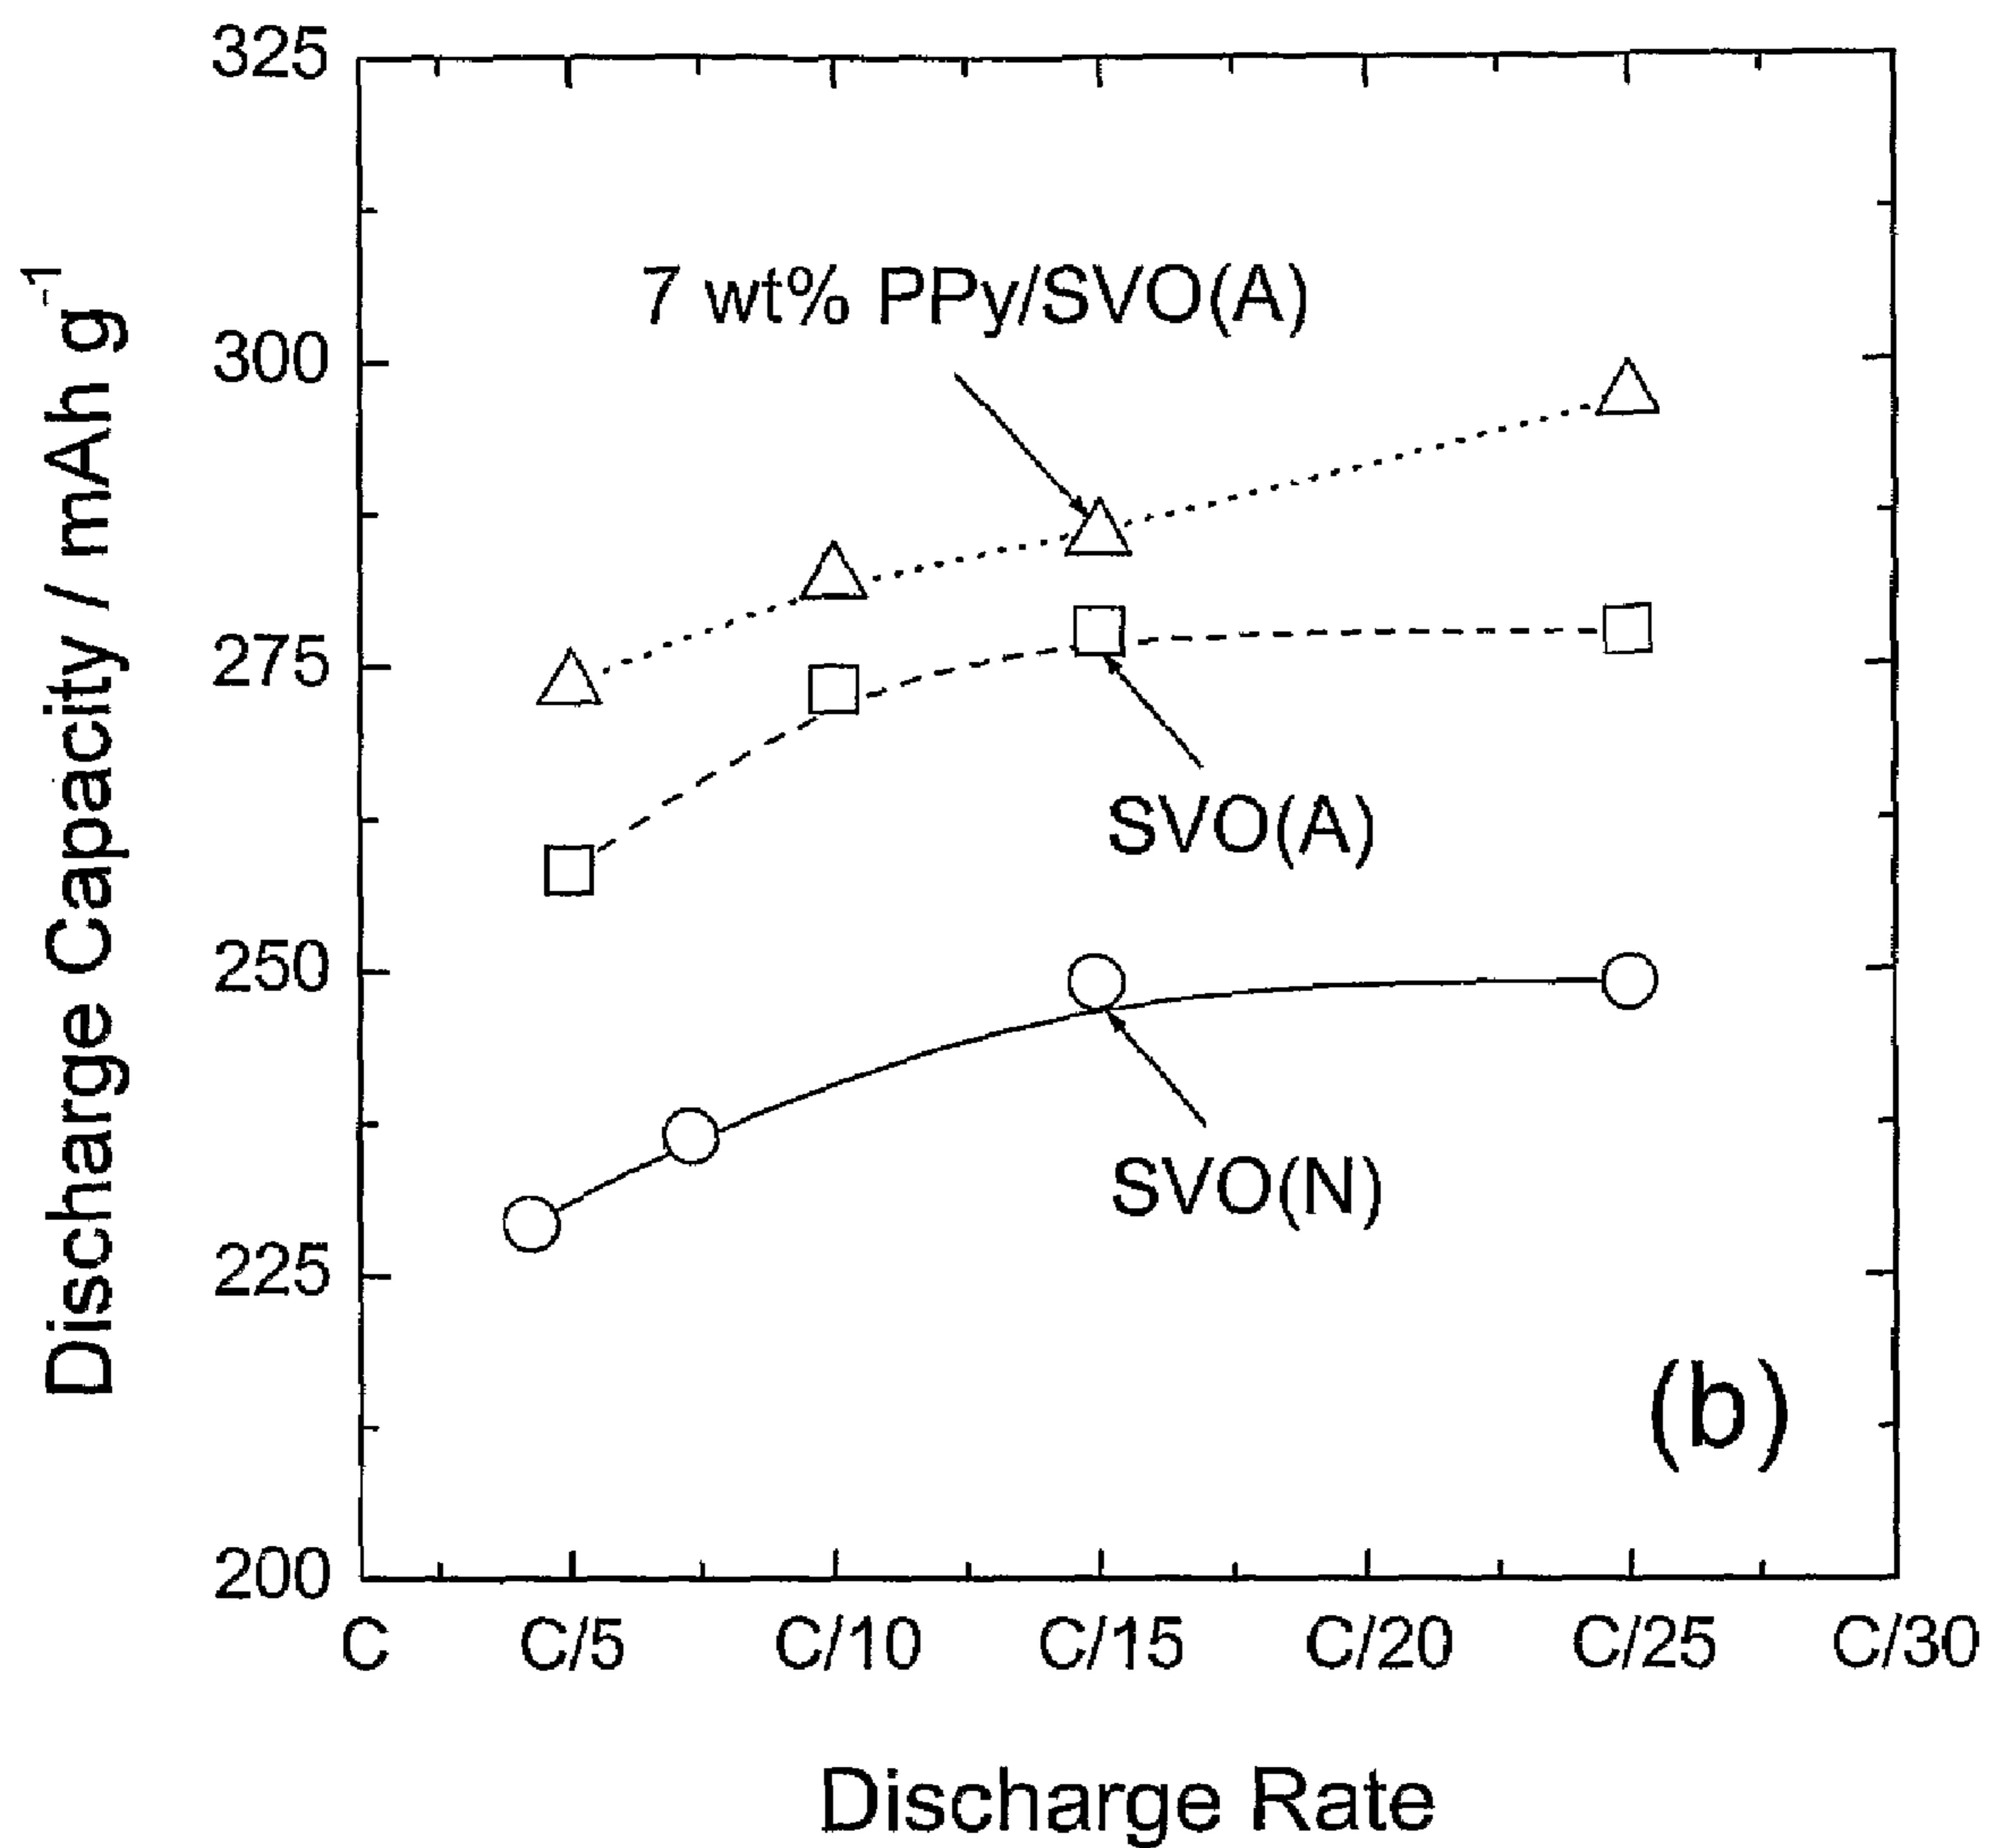 325
300
275
250
225
200
Discharge Capacity / mAh g⁻¹
7 wt% PPy/SVO(A)
SVO(A)
SVO(N)
(b)
C C/5 C/10 C/15 C/20 C/25 C/30
Discharge Rate